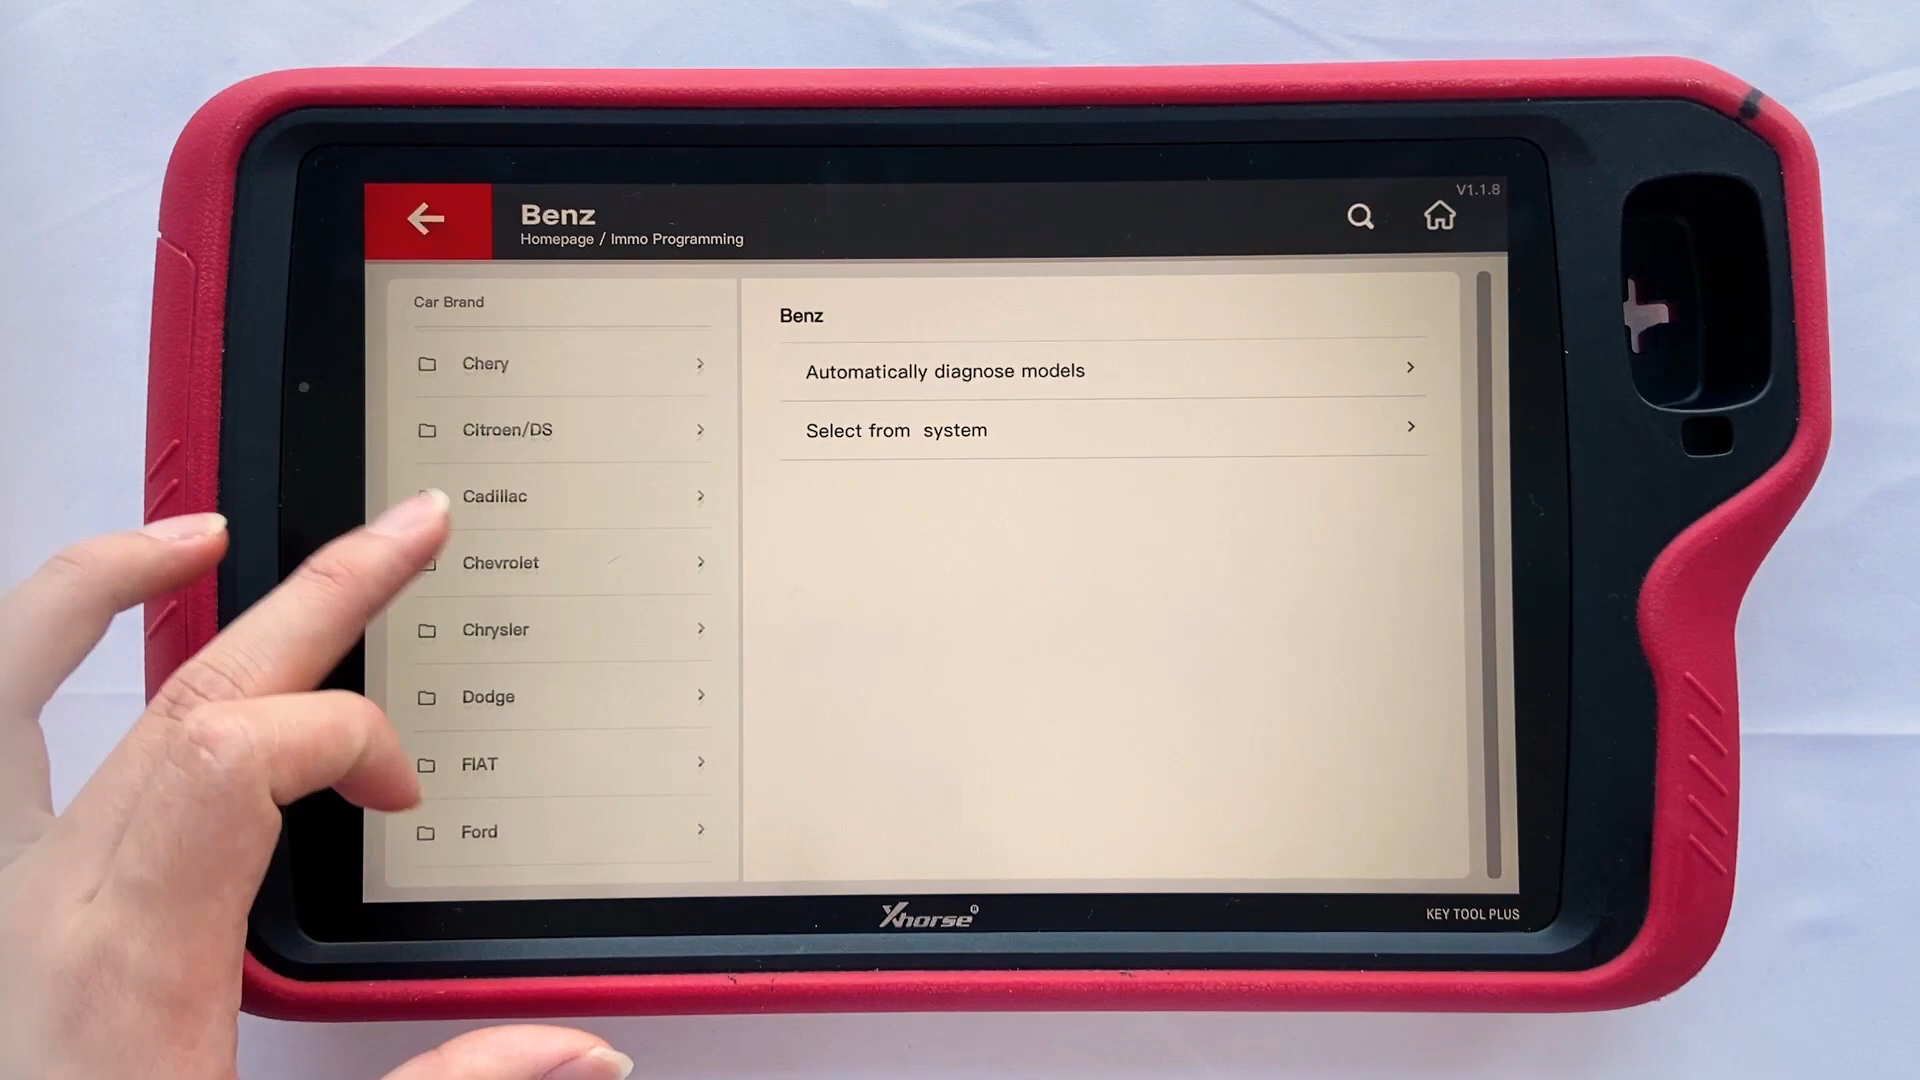 V1.1.8
Benz
Homepage / Immo Programming
Car Brand
Chery
Citroen/DS
Cadillac
Chevrolet
Chrysler
Dodge
FIAT
Ford
Benz
Automatically diagnose models
Select from system
Xhorse®
KEY TOOL PLUS